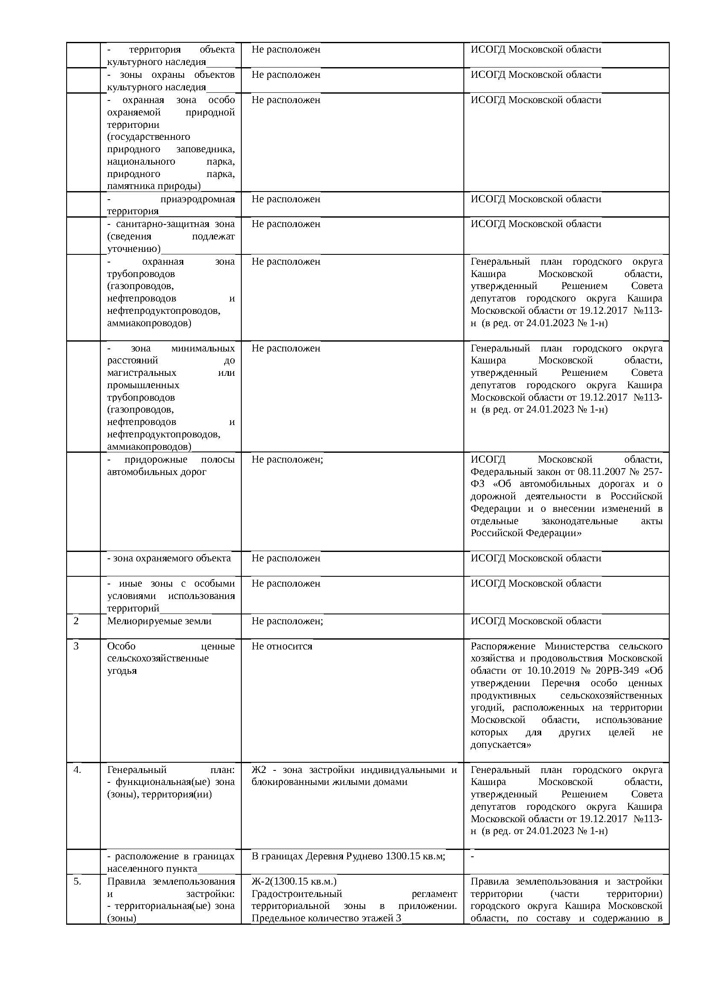 - территория объекта
культурного наследия
Не расположен
ИСОГД Московской области
- зоны охраны объектов
культурного наследия
Не расположен
ИСОГД Московской области
- охранная зона особо
охраняемой природной
территории
(государственного
природного заповедника,
национального парка,
природного парка,
памятника природы)
Не расположен
ИСОГД Московской области
- приаэродромная
территория
Не расположен
ИСОГД Московской области
- санитарно-защитная зона
(сведения подлежат
уточнению)
Не расположен
ИСОГД Московской области
- охранная зона
трубопроводов
(газопроводов,
нефтепроводов и
нефтепродуктопроводов,
аммиакопроводов)
Не расположен
Генеральный план городского округа
Кашира Московской области,
утвержденный Решением Совета
депутатов городского округа Кашира
Московской области от 19.12.2017 №113-
н (в ред. от 24.01.2023 № 1-н)
- зона минимальных
расстояний до
магистральных или
промышленных
трубопроводов
(газопроводов,
нефтепроводов и
нефтепродуктопроводов,
аммиакопроводов)
Не расположен
Генеральный план городского округа
Кашира Московской области,
утвержденный Решением Совета
депутатов городского округа Кашира
Московской области от 19.12.2017 №113-
н (в ред. от 24.01.2023 № 1-н)
- придорожные полосы
автомобильных дорог
Не расположен;
ИСОГД Московской области,
Федеральный закон от 08.11.2007 № 257-
ФЗ «Об автомобильных дорогах и о
дорожной деятельности в Российской
Федерации и о внесении изменений в
отдельные законодательные акты
Российской Федерации»
- зона охраняемого объекта
Не расположен
ИСОГД Московской области
- иные зоны с особыми
условиями использования
территорий
Не расположен
ИСОГД Московской области
2
Мелиорируемые земли
Не расположен;
ИСОГД Московской области
3
Особо ценные
сельскохозяйственные
угодья
Не относится
Распоряжение Министерства сельского
хозяйства и продовольствия Московской
области от 10.10.2019 № 20РВ-349 «Об
утверждении Перечня особо ценных
продуктивных сельскохозяйственных
угодий, расположенных на территории
Московской области, использование
которых для других целей не
допускается»
4.
Генеральный план:
- функциональная(ые) зона
(зоны), территория(ии)
Ж2 - зона застройки индивидуальными и
блокированными жилыми домами
Генеральный план городского округа
Кашира Московской области,
утвержденный Решением Совета
депутатов городского округа Кашира
Московской области от 19.12.2017 №113-
н (в ред. от 24.01.2023 № 1-н)
- расположение в границах
населенного пункта
В границах Деревня Руднево 1300.15 кв.м;
-
5.
Правила землепользования
и застройки:
- территориальная(ые) зона
(зоны)
Ж-2(1300.15 кв.м.)
Градостроительный регламент
территориальной зоны в приложении.
Предельное количество этажей 3
Правила землепользования и застройки
территории (части территории)
городского округа Кашира Московской
области, по составу и содержанию в